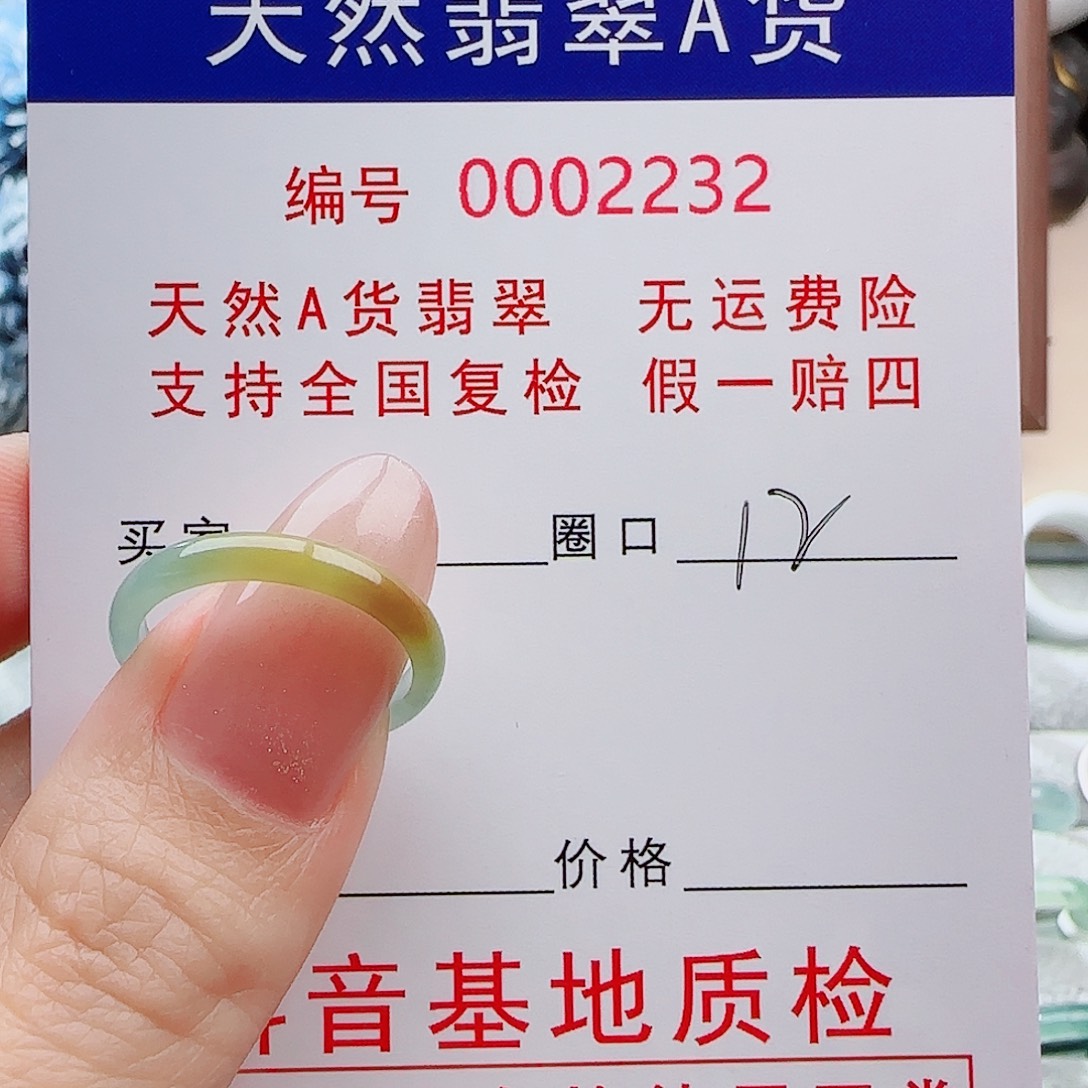 天然翡翠A货
编号 0002232
天然A货翡翠 无运费险
支持全国复检 假一赔四
买家 圈口 12
价格
音基地质检